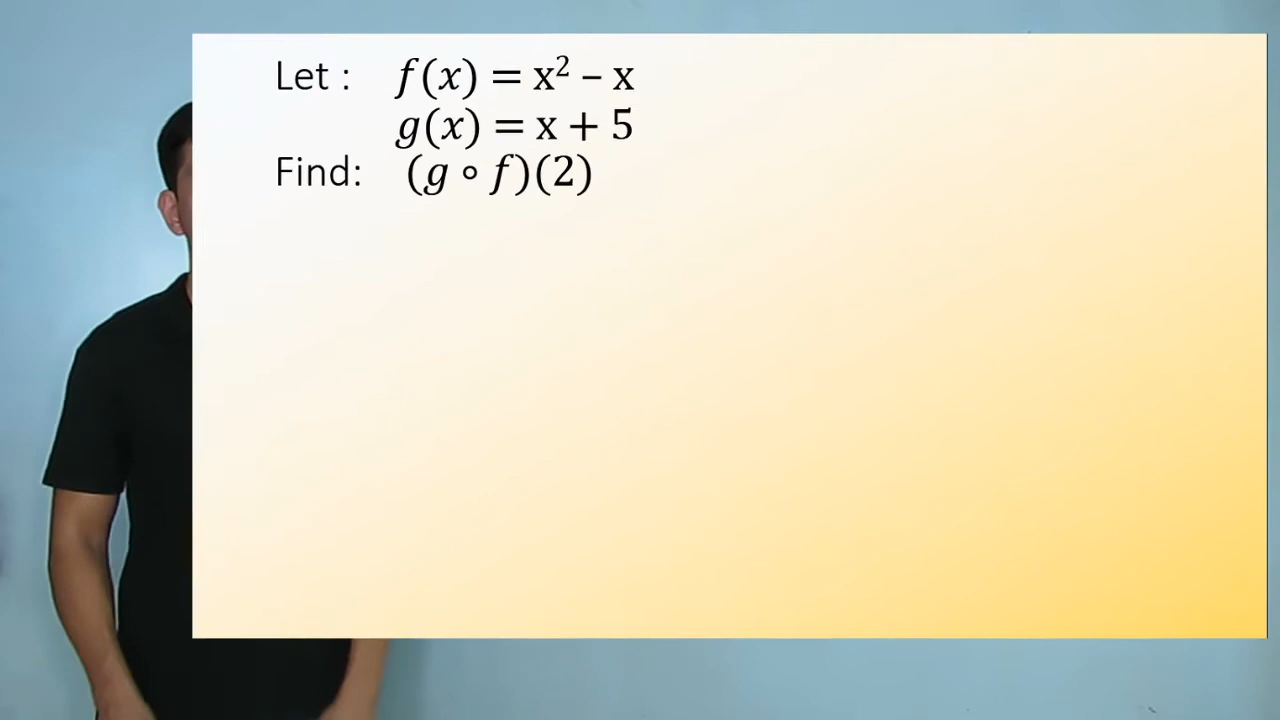 Let : f(x) = x² – x
g(x) = x + 5
Find: (g ∘ f)(2)